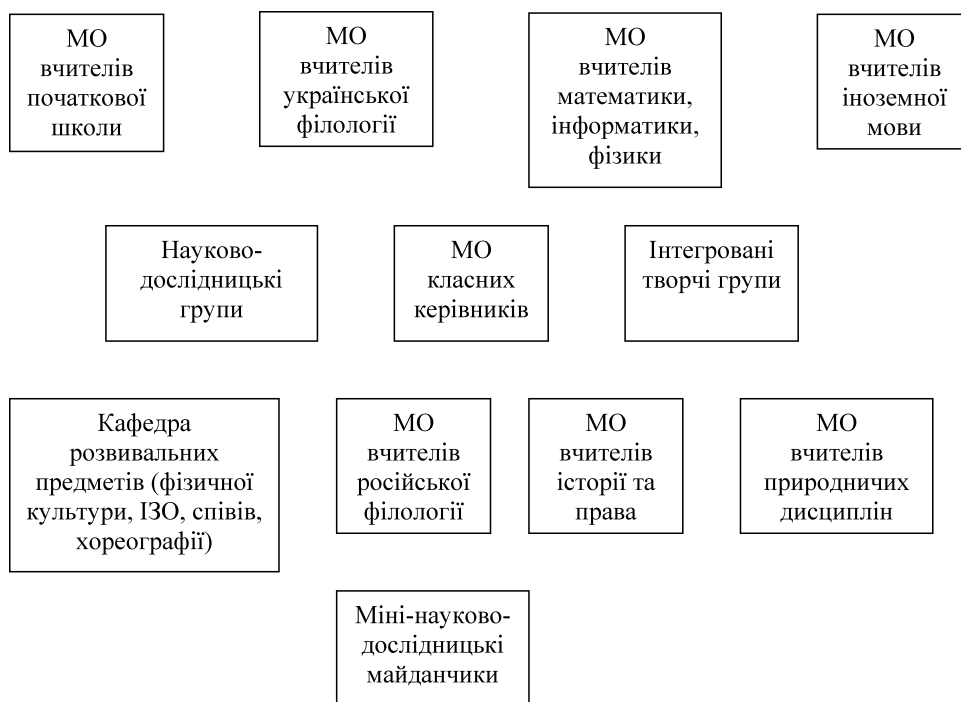 МО
вчителів
початкової
школи
МО
вчителів
української
філології
МО
вчителів
математики,
інформатики,
фізики
МО
вчителів
іноземної
мови
Науково-
дослідницькі
групи
МО
класних
керівників
Інтегровані
творчі групи
Кафедра
розвивальних
предметів (фізичної
культури, ІЗО, співів,
хореографії)
МО
вчителів
російської
філології
МО
вчителів
історії та
права
МО
вчителів
природничих
дисциплін
Міні-науково-
дослідницькі
майданчики